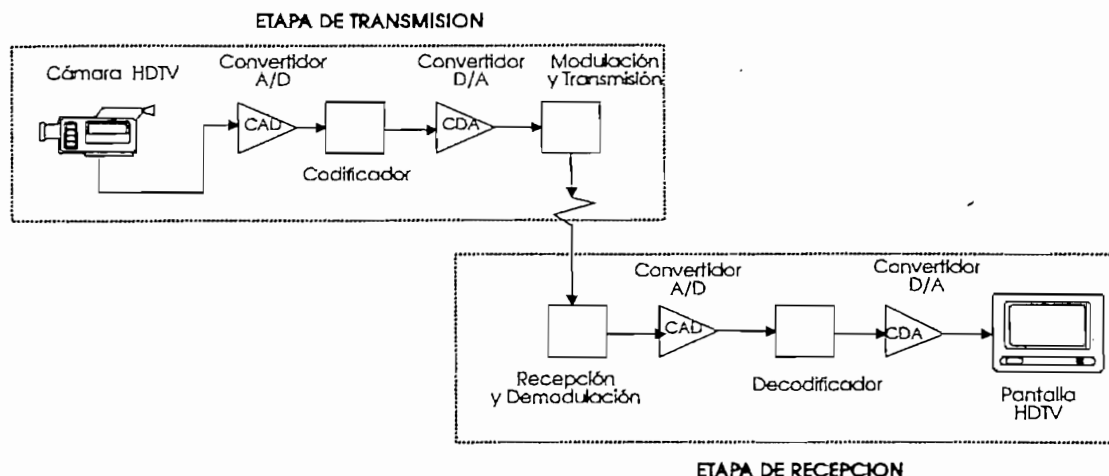 ETAPA DE TRANSMISION
Cámara HDTV
Convertidor
A/D
Convertidor
D/A
Modulación
y Transmisión
CAD
CDA
Codificador
Convertidor
A/D
Convertidor
D/A
CAD
CDA
Recepción
y Demodulación
Decodificador
Pantalla
HDTV
ETAPA DE RECEPCION